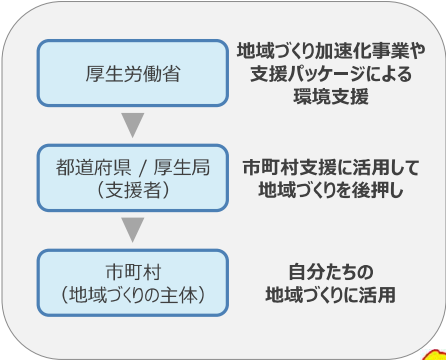 厚生労働省
地域づくり加速化事業や
支援パッケージによる
環境支援
都道府県 / 厚生局
（支援者）
市町村支援に活用して
地域づくりを後押し
市町村
（地域づくりの主体）
自分たちの
地域づくりに活用